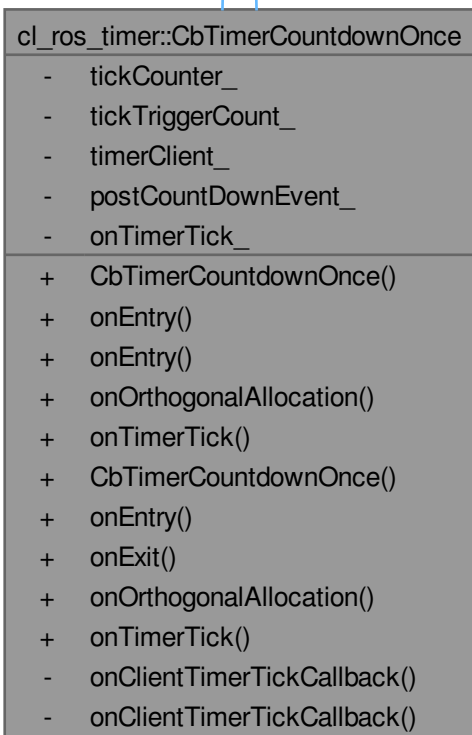 cl_ros_timer::CbTimerCountdownOnce
- tickCounter_
- tickTriggerCount_
- timerClient_
- postCountDownEvent_
- onTimerTick_
+ CbTimerCountdownOnce()
+ onEntry()
+ onEntry()
+ onOrthogonalAllocation()
+ onTimerTick()
+ CbTimerCountdownOnce()
+ onEntry()
+ onExit()
+ onOrthogonalAllocation()
+ onTimerTick()
- onClientTimerTickCallback()
- onClientTimerTickCallback()